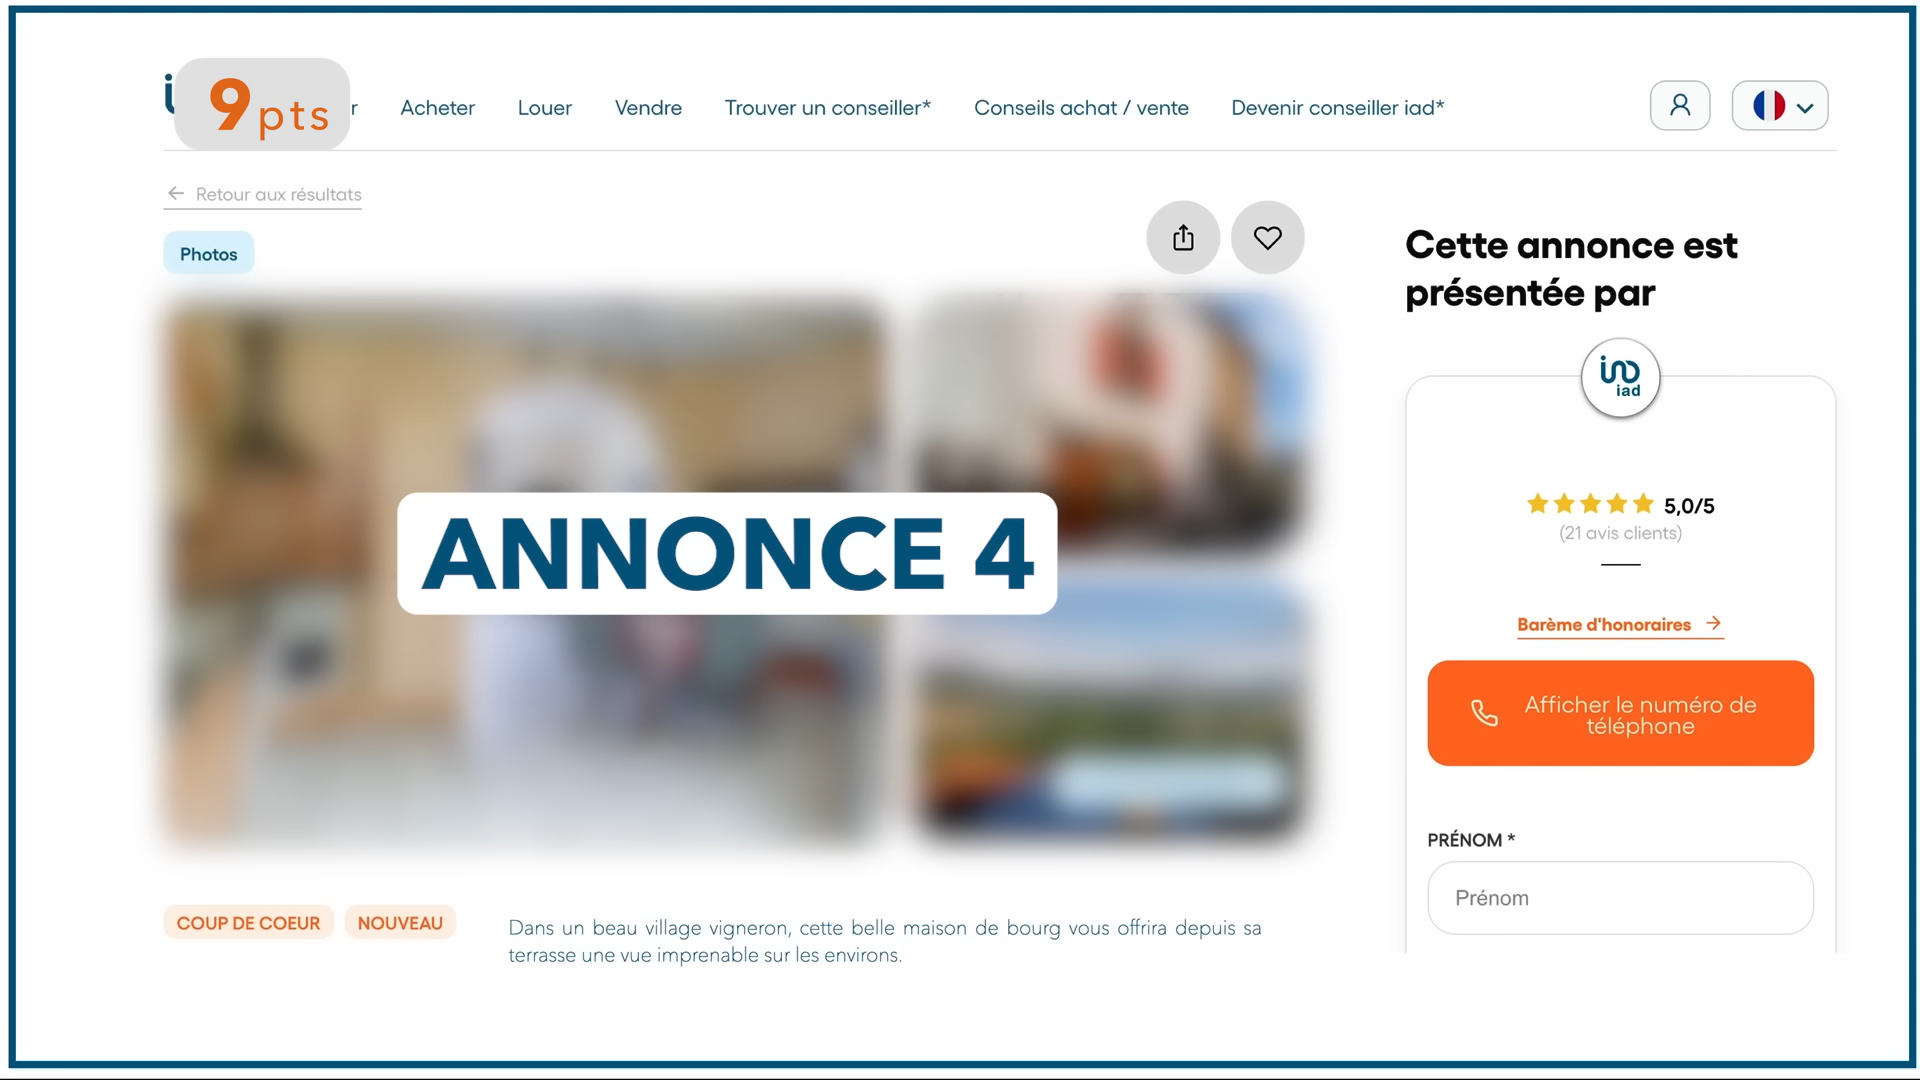 9pts
r
Acheter
Louer
Vendre
Trouver un conseiller*
Conseils achat / vente
Devenir conseiller iad*
Retour aux résultats
Photos
Cette annonce est
présentée par
iad
ANNONCE 4
5,0/5
(21 avis clients)
Barème d'honoraires
Afficher le numéro de
téléphone
PRÉNOM *
Prénom
COUP DE COEUR
NOUVEAU
Dans un beau village vigneron, cette belle maison de bourg vous offrira depuis sa
terrasse une vue imprenable sur les environs.